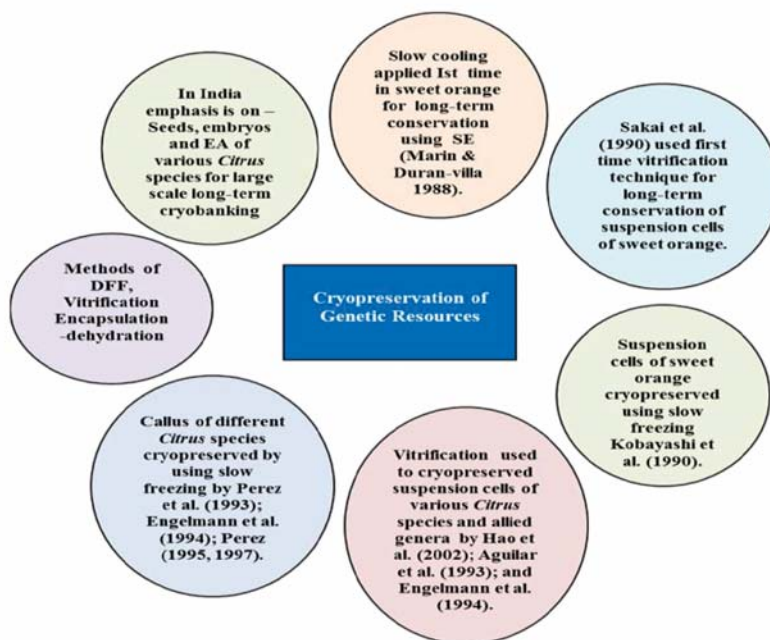 Slow cooling
applied Ist time
in sweet orange
for long-term
conservation
using SE
(Marin &
Duran-villa
1988).
Sakai et al.
(1990) used first
time vitrification
technique for
long-term
conservation of
suspension cells
of sweet orange.
Suspension
cells of sweet
orange
cryopreserved
using slow
freezing
Kobayashi et
al. (1990).
Vitrification used
to cryopreserved
suspension cells of
various Citrus
species and allied
genera by Hao et
al. (2002); Aguilar
et al. (1993); and
Engelmann et al.
(1994).
Callus of different
Citrus species
cryopreserved by
using slow
freezing by Perez
et al. (1993);
Engelmann et al.
(1994); Perez
(1995, 1997).
Methods of
DFF,
Vitrification
Encapsulation
-dehydration
In India
emphasis is on –
Seeds, embryos
and EA of
various Citrus
species for large
scale long-term
cryobanking
Cryopreservation of
Genetic Resources